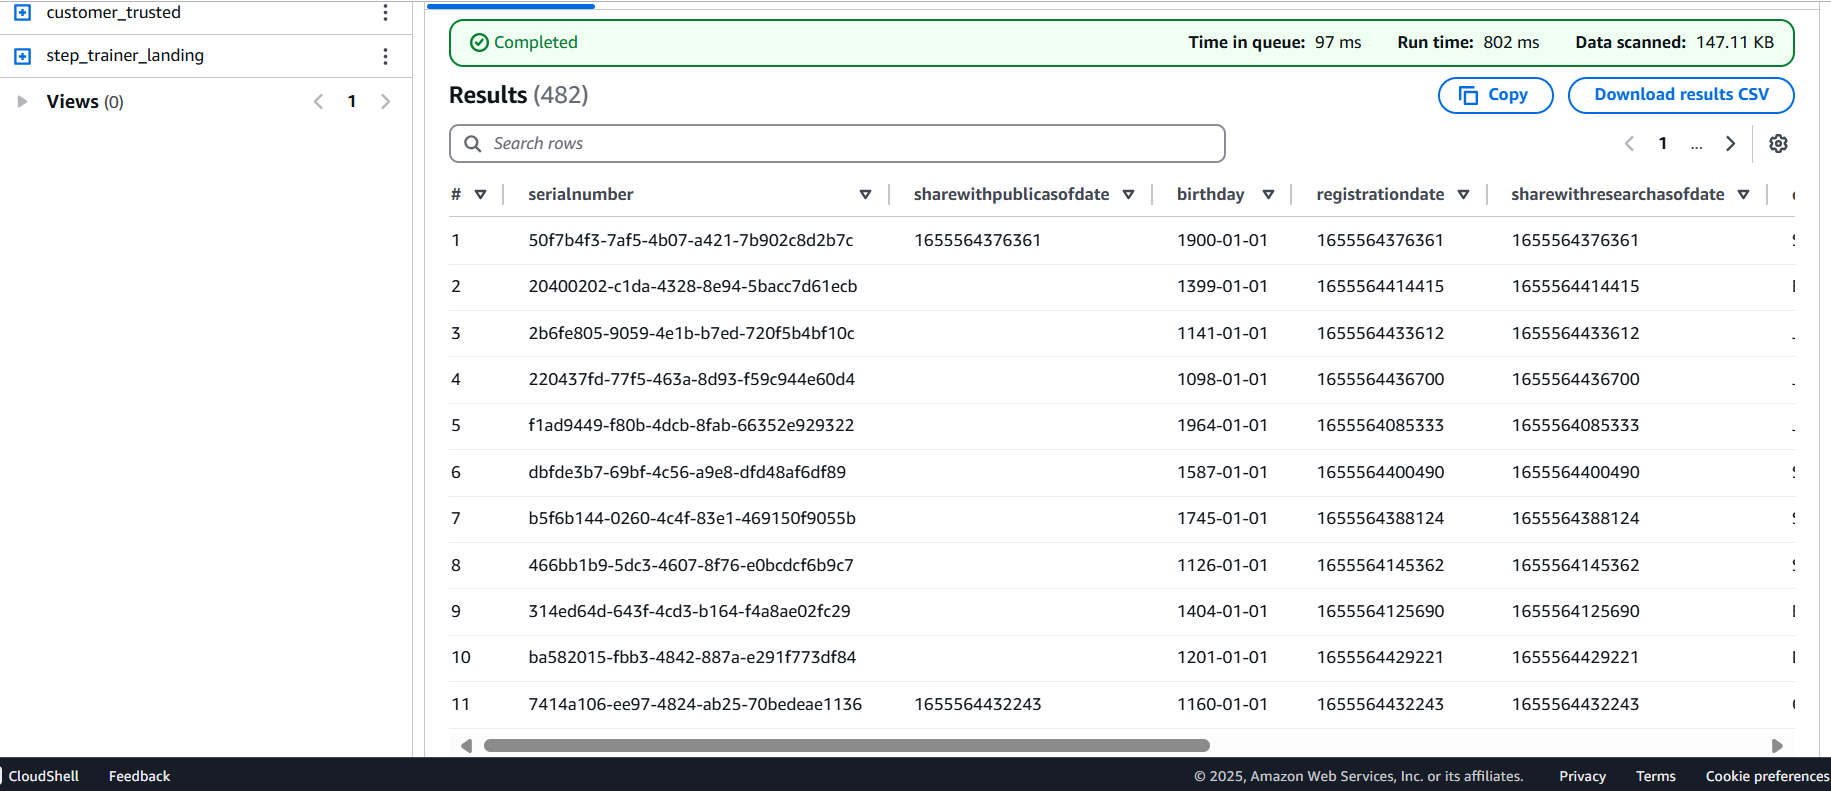 customer_trusted
step_trainer_landing
Views (0) 1
Completed Time in queue: 97 ms Run time: 802 ms Data scanned: 147.11 KB
Results (482) Copy Download results CSV
Search rows 1 ...
# serialnumber sharewithpublicasofdate birthday registrationdate sharewithresearchasofdate
1 50f7b4f3-7af5-4b07-a421-7b902c8d2b7c 1655564376361 1900-01-01 1655564376361 1655564376361
2 20400202-c1da-4328-8e94-5bacc7d61ecb 1399-01-01 1655564414415 1655564414415
3 2b6fe805-9059-4e1b-b7ed-720f5b4bf10c 1141-01-01 1655564433612 1655564433612
4 220437fd-77f5-463a-8d93-f59c944e60d4 1098-01-01 1655564436700 1655564436700
5 f1ad9449-f80b-4dcb-8fab-66352e929322 1964-01-01 1655564085333 1655564085333
6 dbfde3b7-69bf-4c56-a9e8-dfd48af6df89 1587-01-01 1655564400490 1655564400490
7 b5f6b144-0260-4c4f-83e1-469150f9055b 1745-01-01 1655564388124 1655564388124
8 466bb1b9-5dc3-4607-8f76-e0bcdcf6b9c7 1126-01-01 1655564145362 1655564145362
9 314ed64d-643f-4cd3-b164-f4a8ae02fc29 1404-01-01 1655564125690 1655564125690
10 ba582015-fbb3-4842-887a-e291f773df84 1201-01-01 1655564429221 1655564429221
11 7414a106-ee97-4824-ab25-70bedeae1136 1655564432243 1160-01-01 1655564432243 1655564432243
CloudShell Feedback © 2025, Amazon Web Services, Inc. or its affiliates. Privacy Terms Cookie preferences